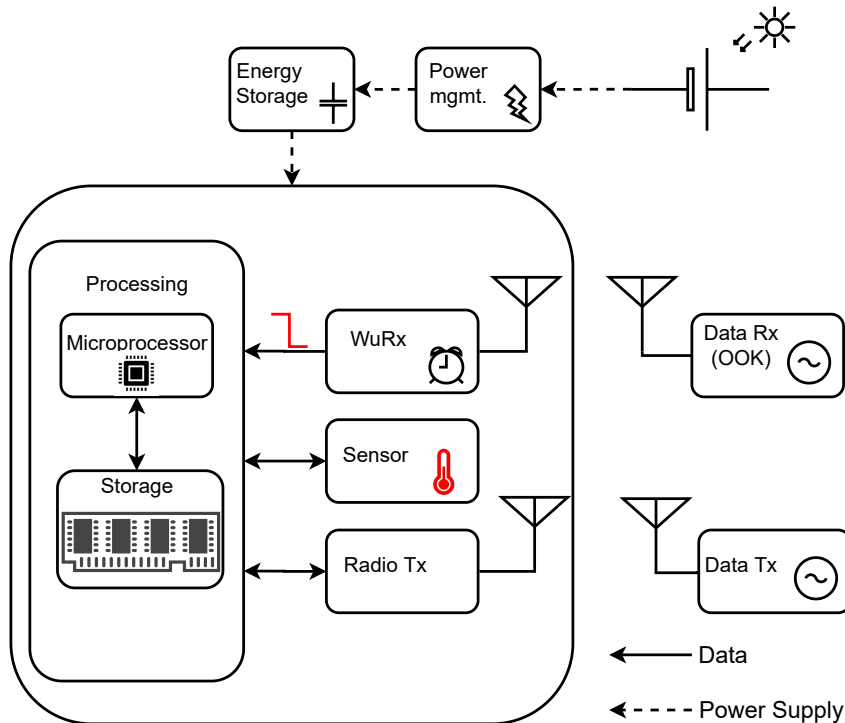 Energy
Storage
Power
mgmt.
Processing
Microprocessor
Storage
WuRx
Sensor
Radio Tx
Data Rx
(OOK)
Data Tx
Data
Power Supply